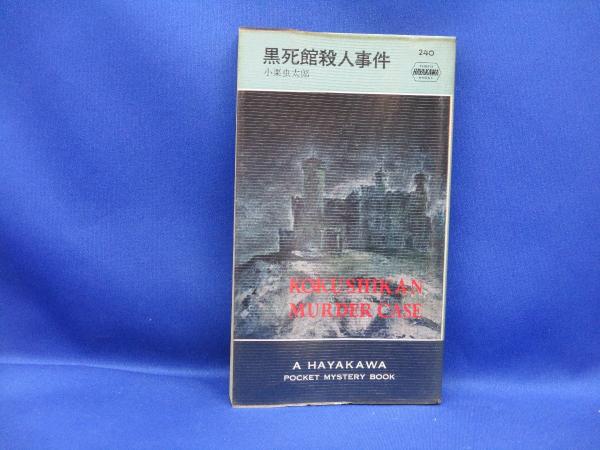 黒死館殺人事件
240
小栗虫太郎
HAYAKAWA
KOKUSHIKAN
MURDER CASE
A HAYAKAWA
POCKET MYSTERY BOOK